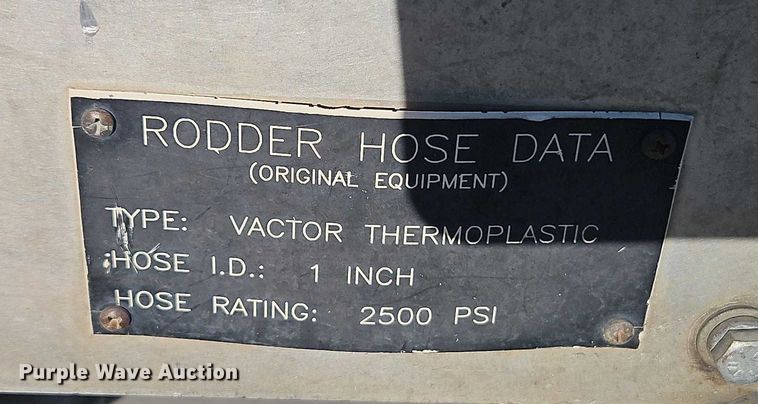 RODDER HOSE DATA
(ORIGINAL EQUIPMENT)
TYPE: VACTOR THERMOPLASTIC
HOSE I.D.: 1 INCH
HOSE RATING: 2500 PSI
Purple Wave Auction